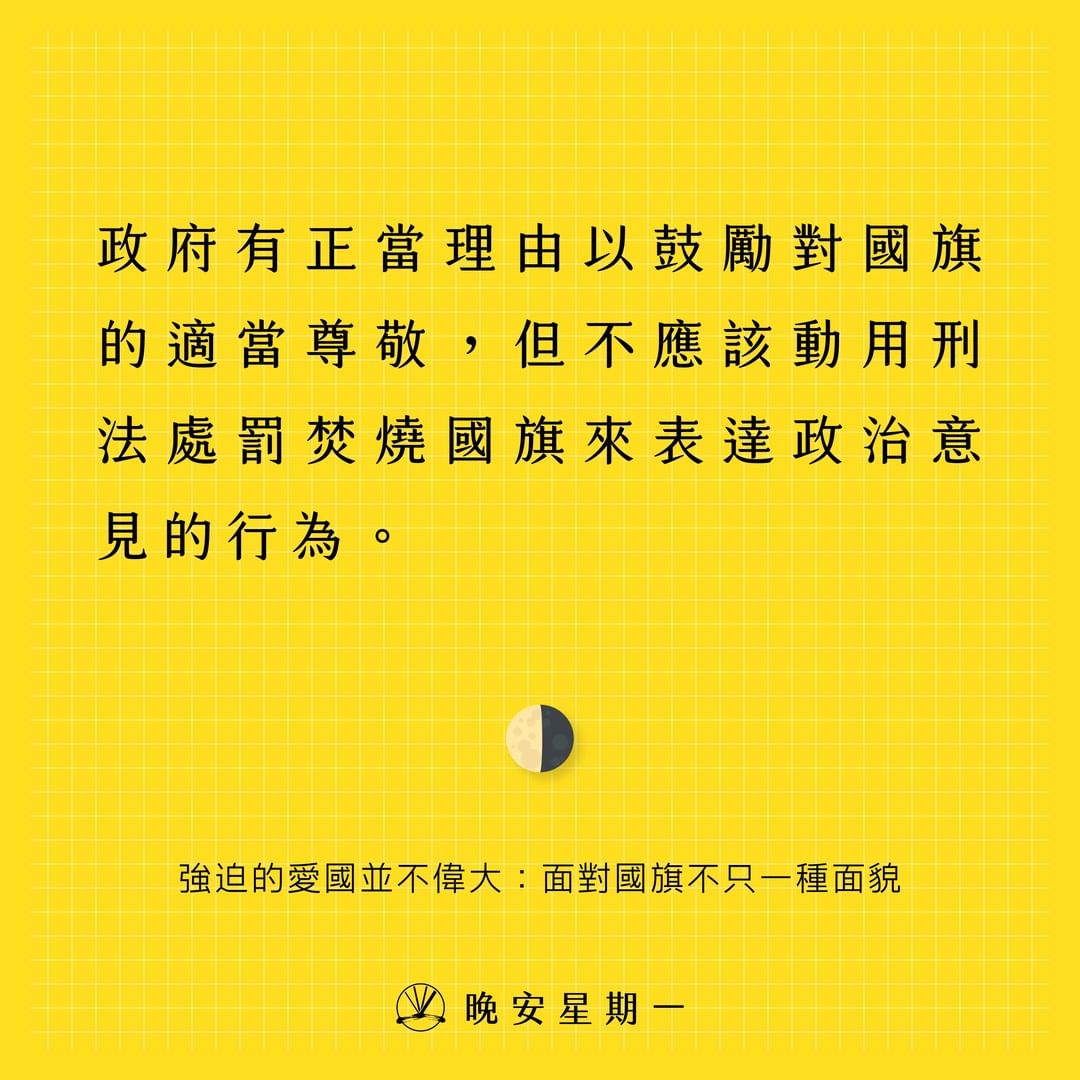 政府有正當理由以鼓勵對國旗
的適當尊敬，但不應該動用刑
法處罰焚燒國旗來表達政治意
見的行為。
強迫的愛國並不偉大：面對國旗不只一種面貌
晚安星期一